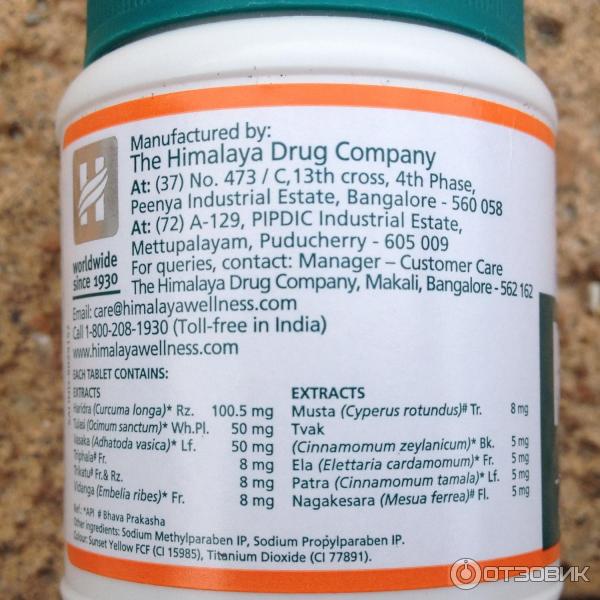 Manufactured by:
The Himalaya Drug Company
At: (37) No. 473 / C,13th cross, 4th Phase,
Peenya Industrial Estate, Bangalore - 560 058
At: (72) A-129, PIPDIC Industrial Estate,
Mettupalayam, Puducherry - 605 009
For queries, contact: Manager – Customer Care
The Himalaya Drug Company, Makali, Bangalore - 562 162
H
worldwide
since 1930
Email: care@himalayawellness.com
Call 1-800-208-1930 (Toll-free in India)
www.himalayawellness.com
EACH TABLET CONTAINS:
EXTRACTS
Haridra (Curcuma longa)* Rz. 100.5 mg
Tulasi (Ocimum sanctum)* Wh.Pl. 50 mg
Vasaka (Adhatoda vasica)* Lf. 50 mg
Triphala# Fr. 8 mg
Trikatu# Fr.& Rz. 8 mg
Vidanga (Embelia ribes)* Fr. 8 mg
EXTRACTS
Musta (Cyperus rotundus)# Tr. 8 mg
Tvak
(Cinnamomum zeylanicum)* Bk. 5 mg
Ela (Elettaria cardamomum)* Fr. 5 mg
Patra (Cinnamomum tamala)* Lf. 5 mg
Nagakesara (Mesua ferrea)# Fl. 5 mg
Ref.: *API # Bhava Prakasha
Other ingredients: Sodium Methylparaben IP, Sodium Propylparaben IP.
Colour: Sunset Yellow FCF (CI 15985), Titanium Dioxide (CI 77891).
ОТЗОВИК